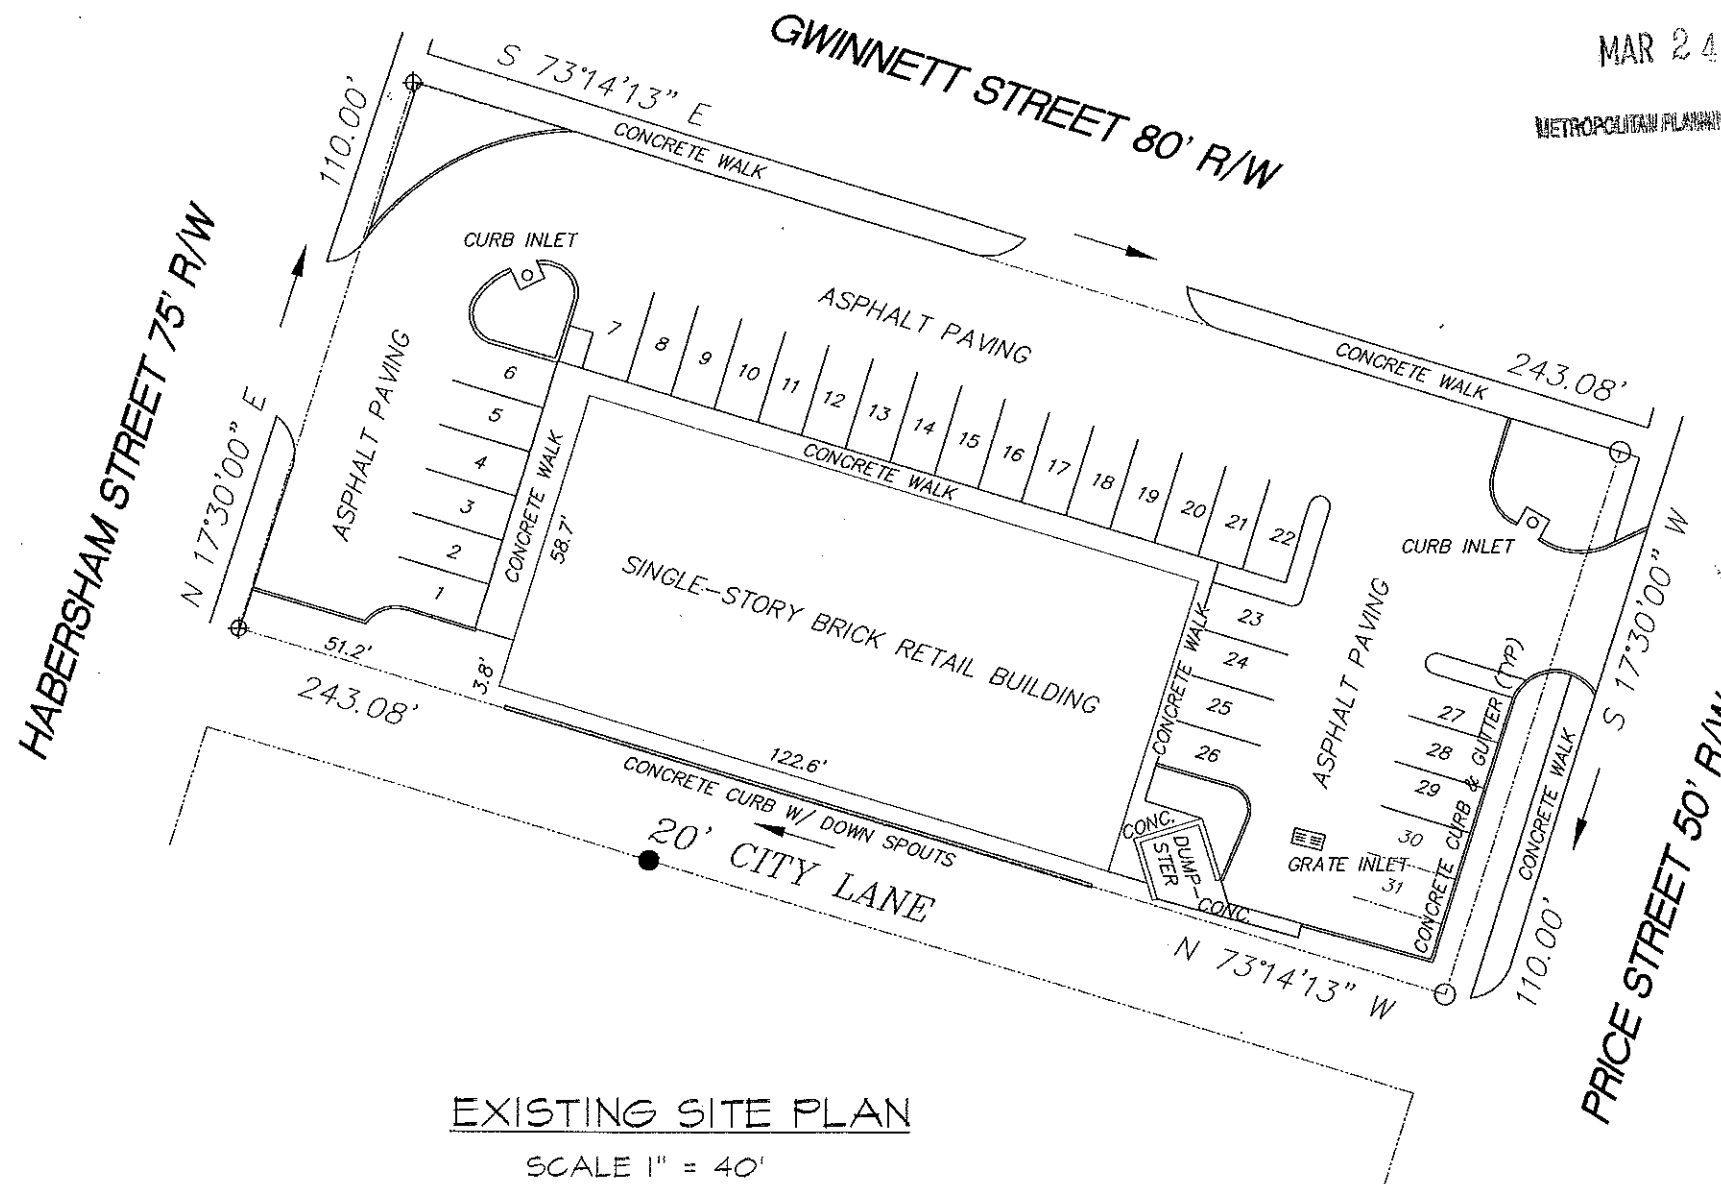 GWINNETT STREET 80' R/W
MAR 24
METROPOLITAN PLANNIN
S 73°14'13" E
110.00'
CONCRETE WALK
HABERSHAM STREET 75' R/W
CURB INLET
ASPHALT PAVING
ASPHALT PAVING
CONCRETE WALK
243.08'
N 17°30'00" E
7
8
9
10
11
12
13
14
15
16
17
18
19
20
21
22
6
5
4
3
2
1
CONCRETE WALK
58.7'
CONCRETE WALK
SINGLE-STORY BRICK RETAIL BUILDING
CURB INLET
S 17°30'00" W
23
24
25
26
CONCRETE WALK
ASPHALT PAVING
27
28
29
30
31
CONCRETE CURB & GUTTER (TYP)
CONCRETE WALK
PRICE STREET 50' R/W
110.00'
51.2'
3.8'
243.08'
122.6'
CONCRETE CURB W/ DOWN SPOUTS
20' CITY LANE
CONC.
DUMP-
STER
CONC.
GRATE INLET
N 73°14'13" W
EXISTING SITE PLAN
SCALE 1" = 40'